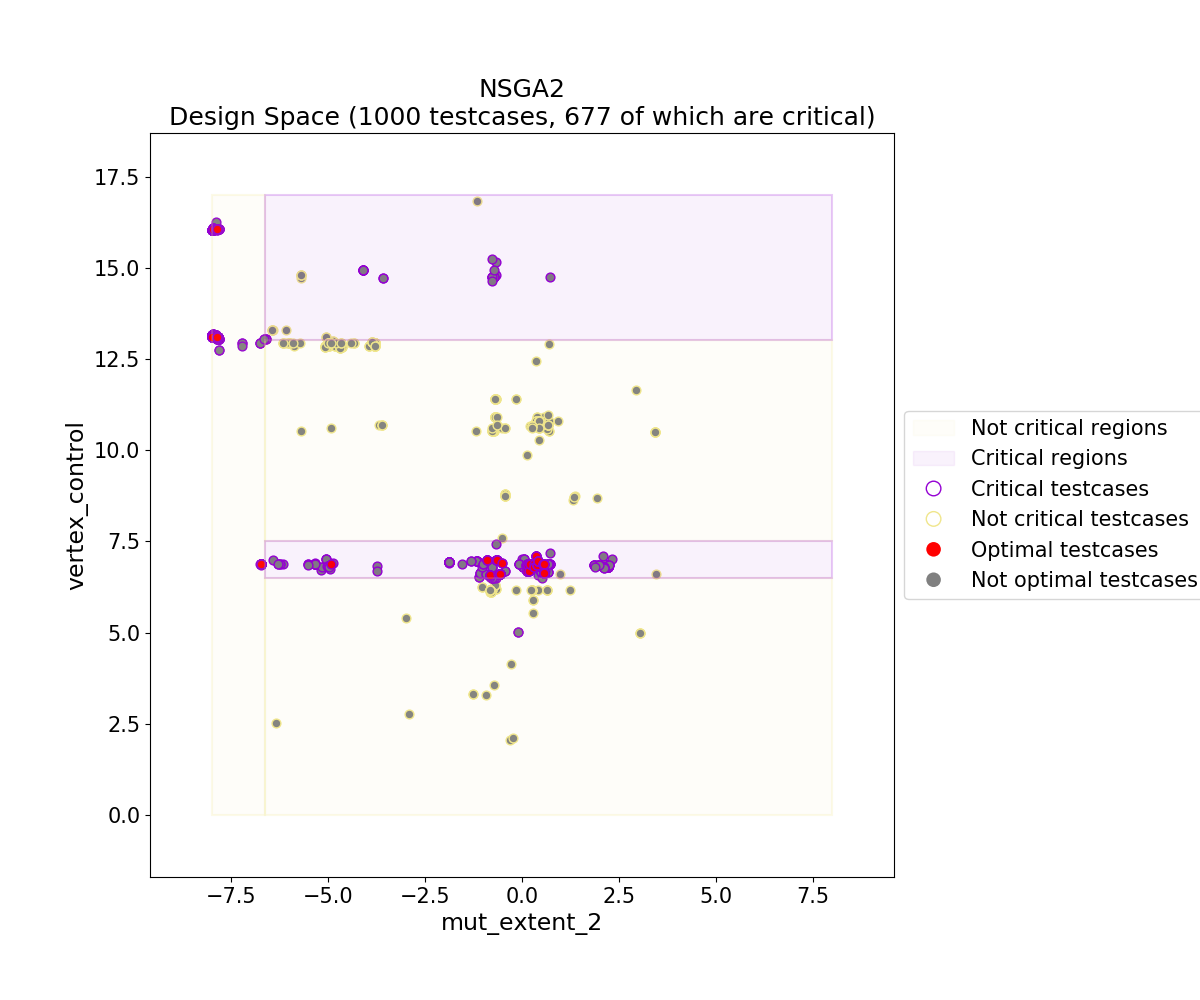 NSGA2
Design Space (1000 testcases, 677 of which are critical)
17.5
15.0
12.5
10.0
7.5
5.0
2.5
0.0
vertex_control
−7.5
−5.0
−2.5
0.0
2.5
5.0
7.5
mut_extent_2
Not critical regions
Critical regions
Critical testcases
Not critical testcases
Optimal testcases
Not optimal testcases